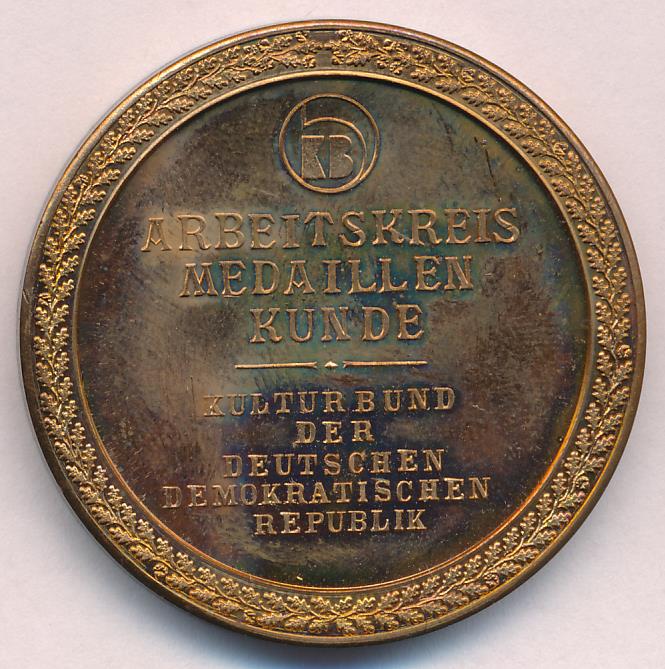 KB
ARBEITSKREIS
MEDAILLEN
KUNDE
KULTURBUND
DER
DEUTSCHEN
DEMOKRATISCHEN
REPUBLIK